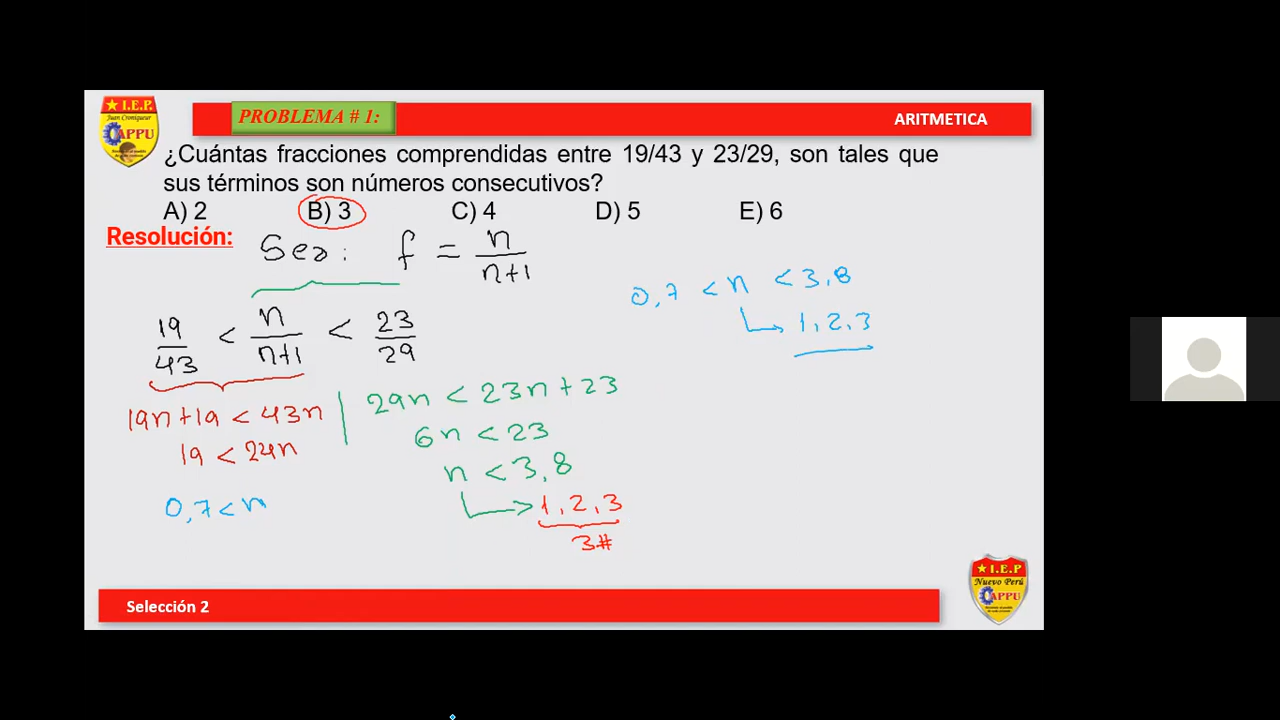 ★ I.E.P.
Juan Croniqueur
CAPPU
PROBLEMA # 1:
ARITMETICA
¿Cuántas fracciones comprendidas entre 19/43 y 23/29, son tales que
sus términos son números consecutivos?
A) 2 B) 3 C) 4 D) 5 E) 6
Resolución:
Sea: f = n/(n+1)
19/43 < n/(n+1) < 23/29
19n+19 < 43n
19 < 24n
0,7 < n
29n < 23n + 23
6n < 23
n < 3,8
1, 2, 3
3#
0,7 < n < 3,8
1, 2, 3
★ I.E.P
Nuevo Perú
CAPPU
Selección 2